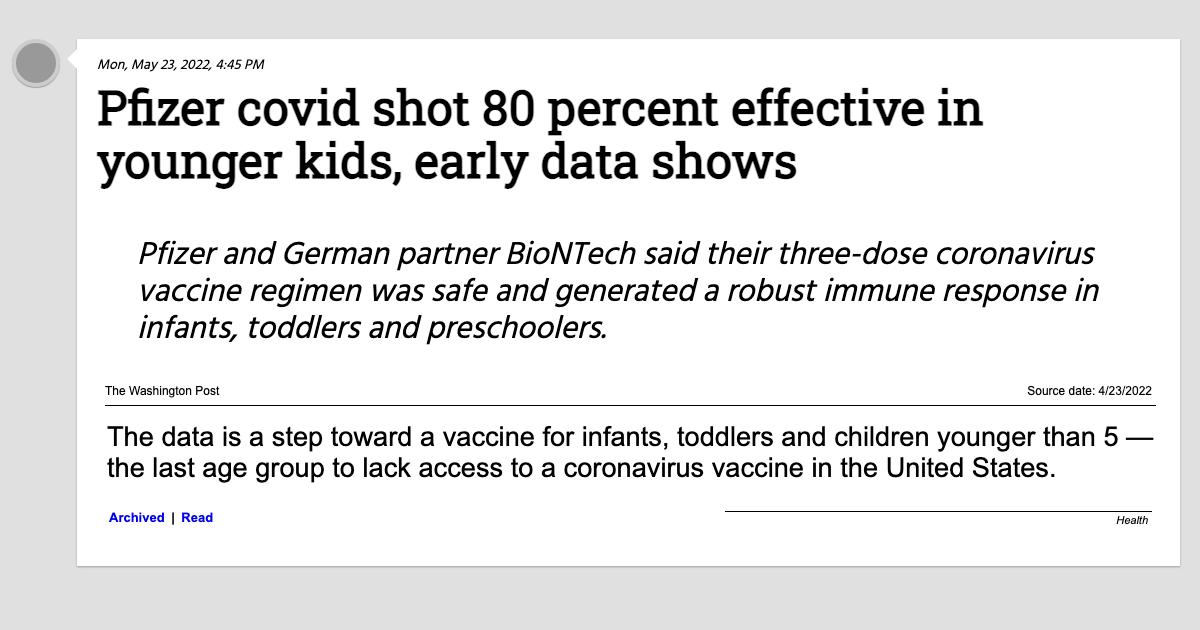 Mon, May 23, 2022, 4:45 PM
Pfizer covid shot 80 percent effective in
younger kids, early data shows
Pfizer and German partner BioNTech said their three-dose coronavirus
vaccine regimen was safe and generated a robust immune response in
infants, toddlers and preschoolers.
The Washington Post
Source date: 4/23/2022
The data is a step toward a vaccine for infants, toddlers and children younger than 5 —
the last age group to lack access to a coronavirus vaccine in the United States.
Archived | Read
Health